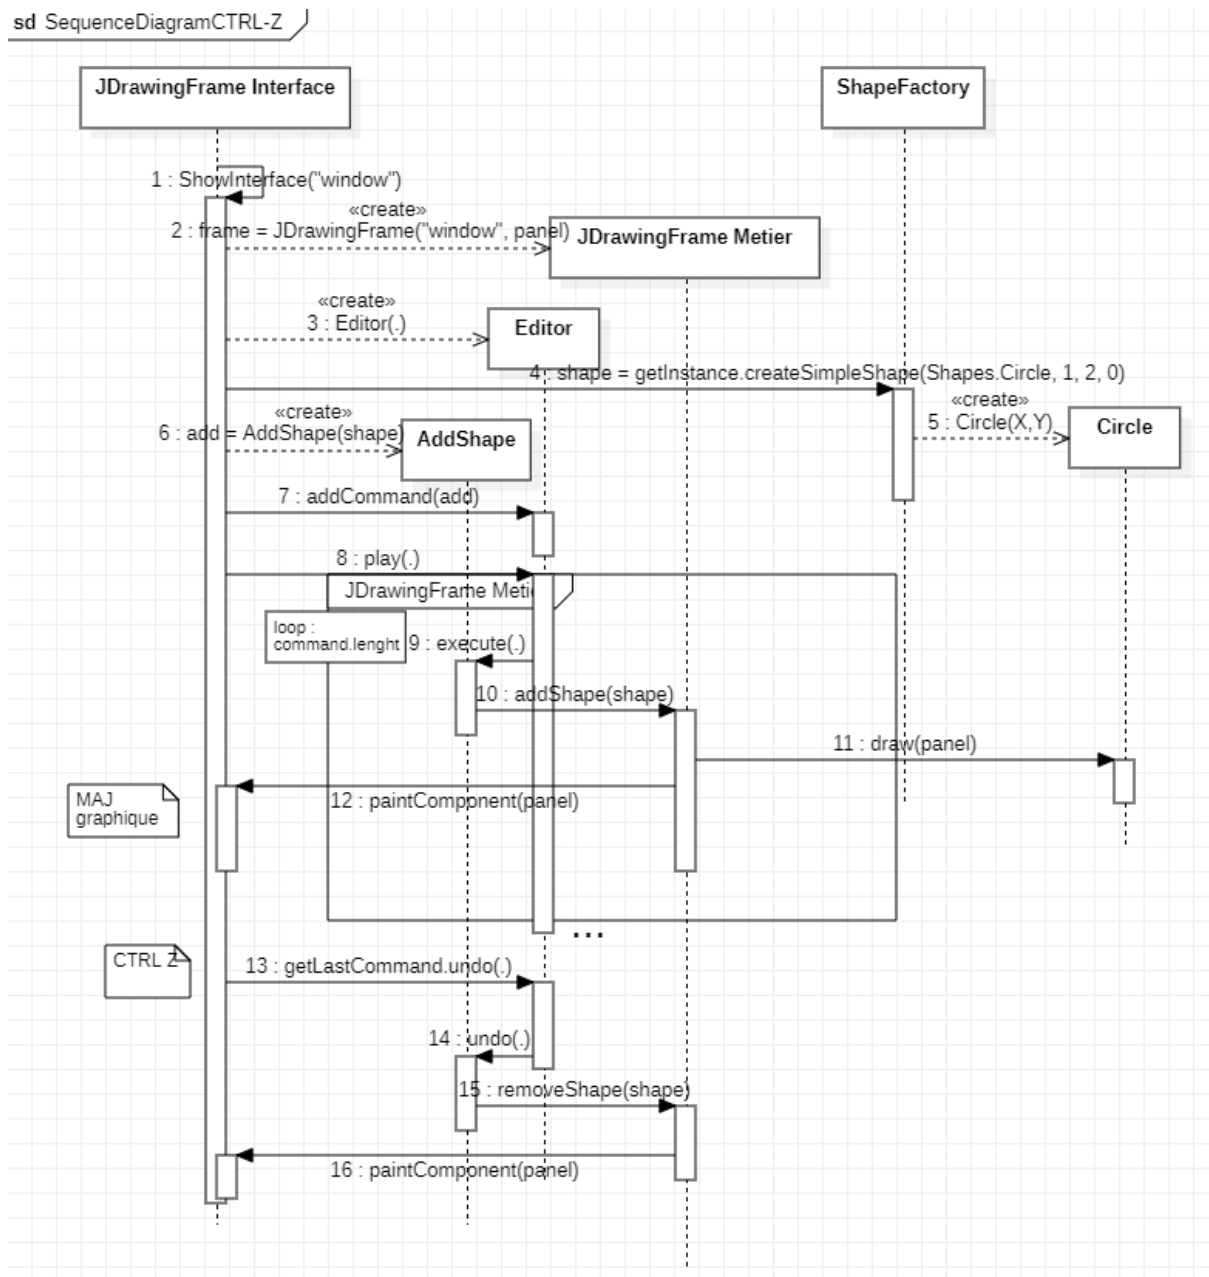 sd SequenceDiagramCTRL-Z
JDrawingFrame Interface
ShapeFactory
1 : ShowInterface("window")
«create»
2 : frame = JDrawingFrame("window", panel)
JDrawingFrame Metier
«create»
3 : Editor(.)
Editor
4 : shape = getInstance.createSimpleShape(Shapes.Circle, 1, 2, 0)
«create»
5 : Circle(X,Y)
Circle
«create»
6 : add = AddShape(shape)
AddShape
7 : addCommand(add)
8 : play(.)
JDrawingFrame Meti
loop :
command.lenght
9 : execute(.)
10 : addShape(shape)
11 : draw(panel)
MAJ
graphique
12 : paintComponent(panel)
...
CTRL Z
13 : getLastCommand.undo(.)
14 : undo(.)
15 : removeShape(shape)
16 : paintComponent(panel)